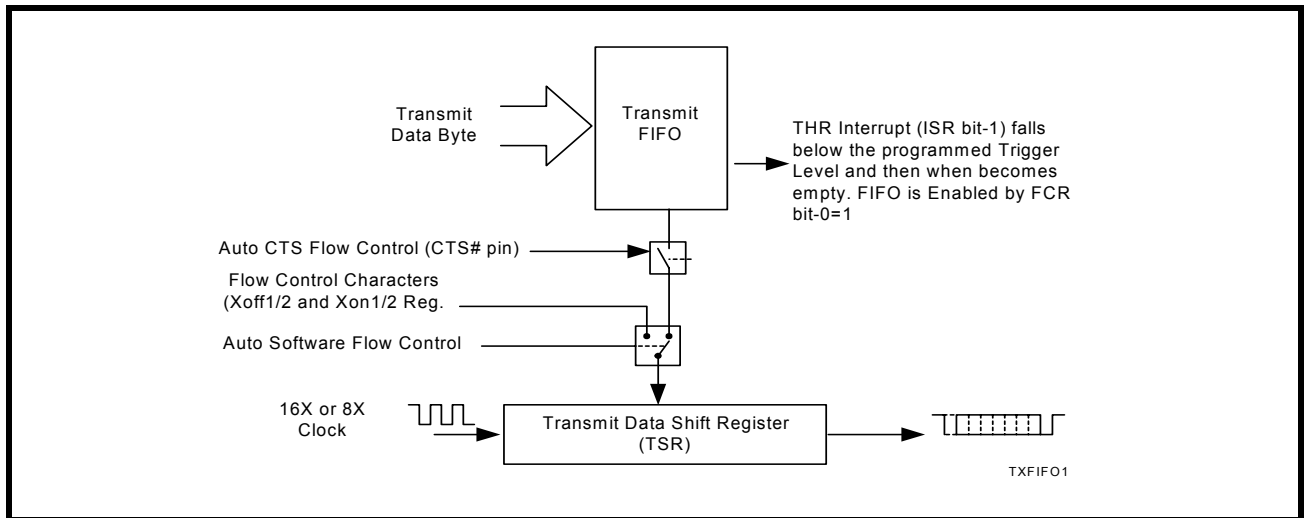 Transmit
Data Byte
Transmit
FIFO
THR Interrupt (ISR bit-1) falls
below the programmed Trigger
Level and then when becomes
empty. FIFO is Enabled by FCR
bit-0=1
Auto CTS Flow Control (CTS# pin)
Flow Control Characters
(Xoff1/2 and Xon1/2 Reg.
Auto Software Flow Control
16X or 8X
Clock
Transmit Data Shift Register
(TSR)
TXFIFO1